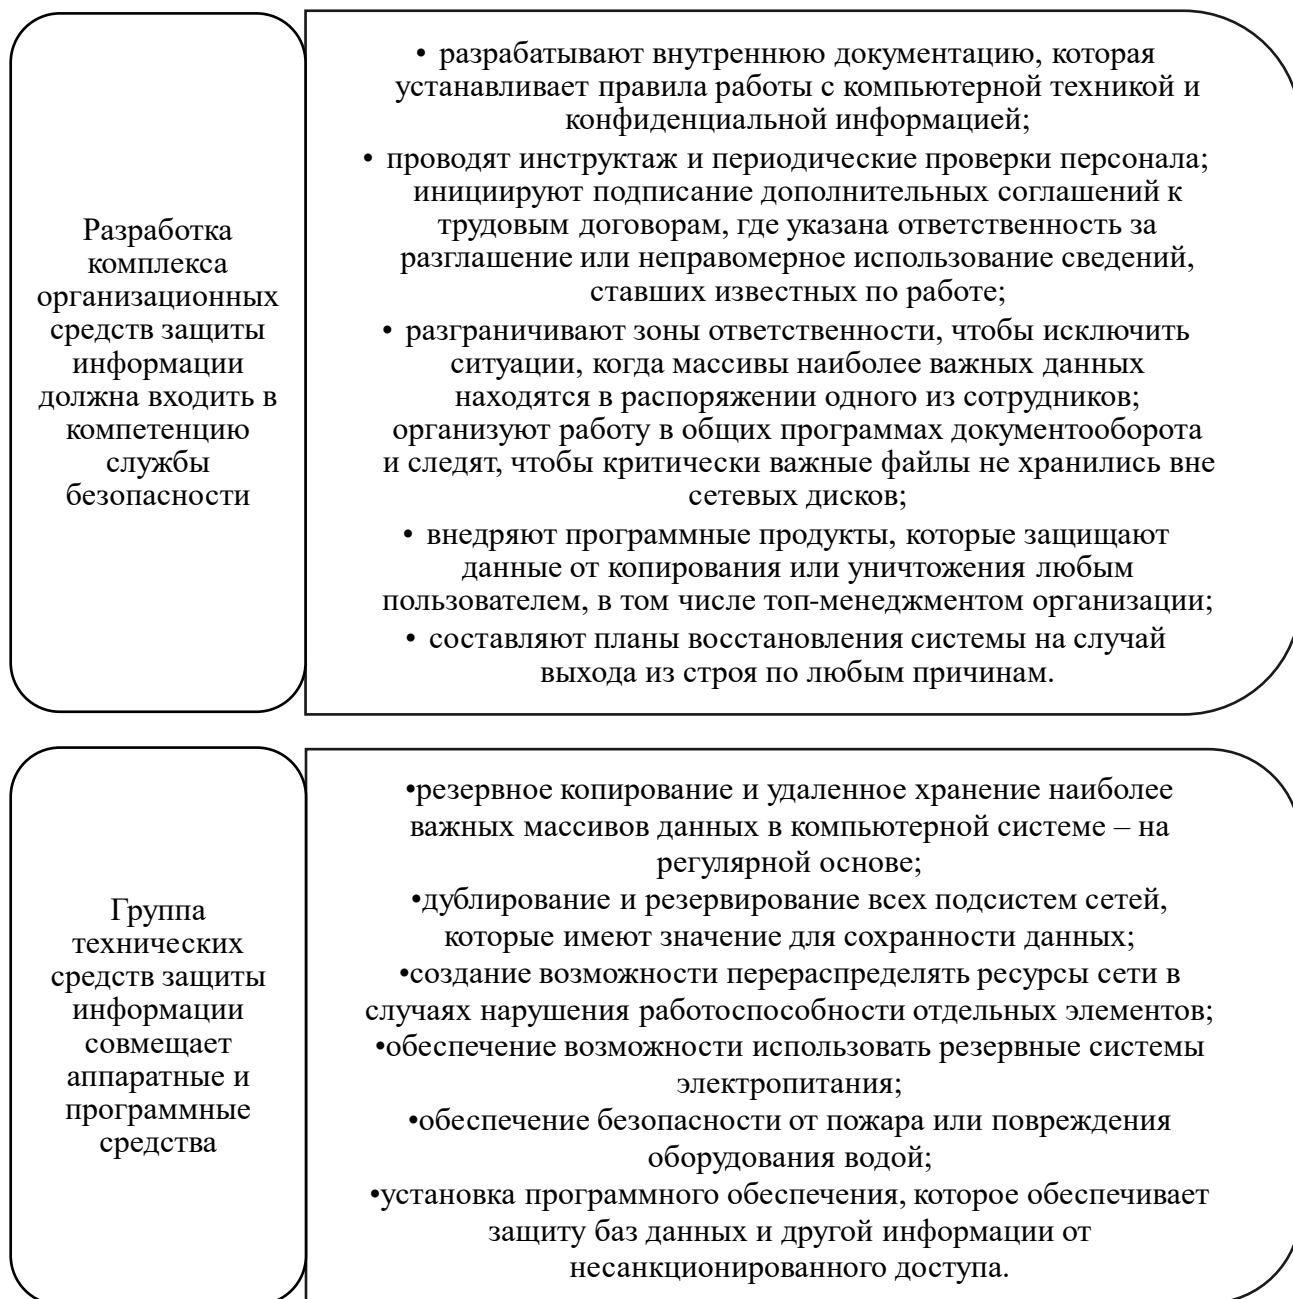 Разработка
комплекса
организационных
средств защиты
информации
должна входить в
компетенцию
службы
безопасности
• разрабатывают внутреннюю документацию, которая
устанавливает правила работы с компьютерной техникой и
конфиденциальной информацией;
• проводят инструктаж и периодические проверки персонала;
инициируют подписание дополнительных соглашений к
трудовым договорам, где указана ответственность за
разглашение или неправомерное использование сведений,
ставших известных по работе;
• разграничивают зоны ответственности, чтобы исключить
ситуации, когда массивы наиболее важных данных
находятся в распоряжении одного из сотрудников;
организуют работу в общих программах документооборота
и следят, чтобы критически важные файлы не хранились вне
сетевых дисков;
• внедряют программные продукты, которые защищают
данные от копирования или уничтожения любым
пользователем, в том числе топ-менеджментом организации;
• составляют планы восстановления системы на случай
выхода из строя по любым причинам.
Группа
технических
средств защиты
информации
совмещает
аппаратные и
программные
средства
•резервное копирование и удаленное хранение наиболее
важных массивов данных в компьютерной системе – на
регулярной основе;
•дублирование и резервирование всех подсистем сетей,
которые имеют значение для сохранности данных;
•создание возможности перераспределять ресурсы сети в
случаях нарушения работоспособности отдельных элементов;
•обеспечение возможности использовать резервные системы
электропитания;
•обеспечение безопасности от пожара или повреждения
оборудования водой;
•установка программного обеспечения, которое обеспечивает
защиту баз данных и другой информации от
несанкционированного доступа.